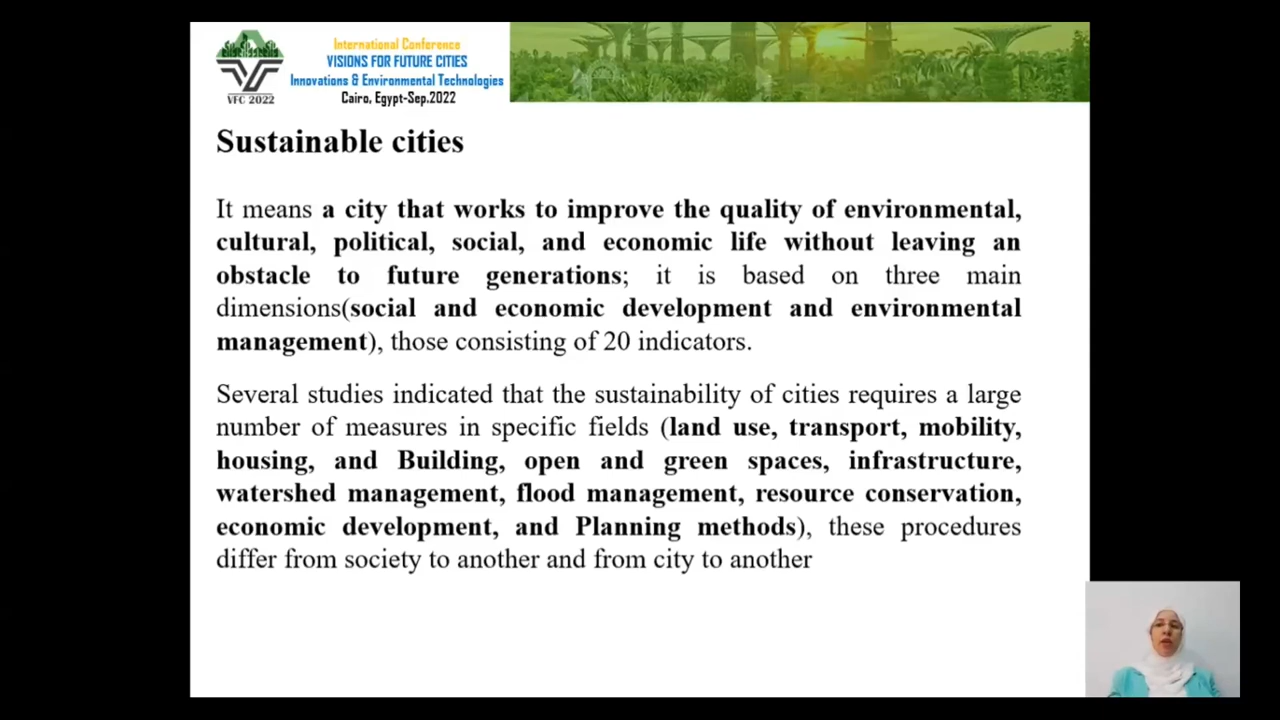 International Conference
VISIONS FOR FUTURE CITIES
Innovations & Environmental Technologies
Cairo, Egypt-Sep.2022
VFC 2022
Sustainable cities
It means a city that works to improve the quality of environmental,
cultural, political, social, and economic life without leaving an
obstacle to future generations; it is based on three main
dimensions(social and economic development and environmental
management), those consisting of 20 indicators.
Several studies indicated that the sustainability of cities requires a large
number of measures in specific fields (land use, transport, mobility,
housing, and Building, open and green spaces, infrastructure,
watershed management, flood management, resource conservation,
economic development, and Planning methods), these procedures
differ from society to another and from city to another